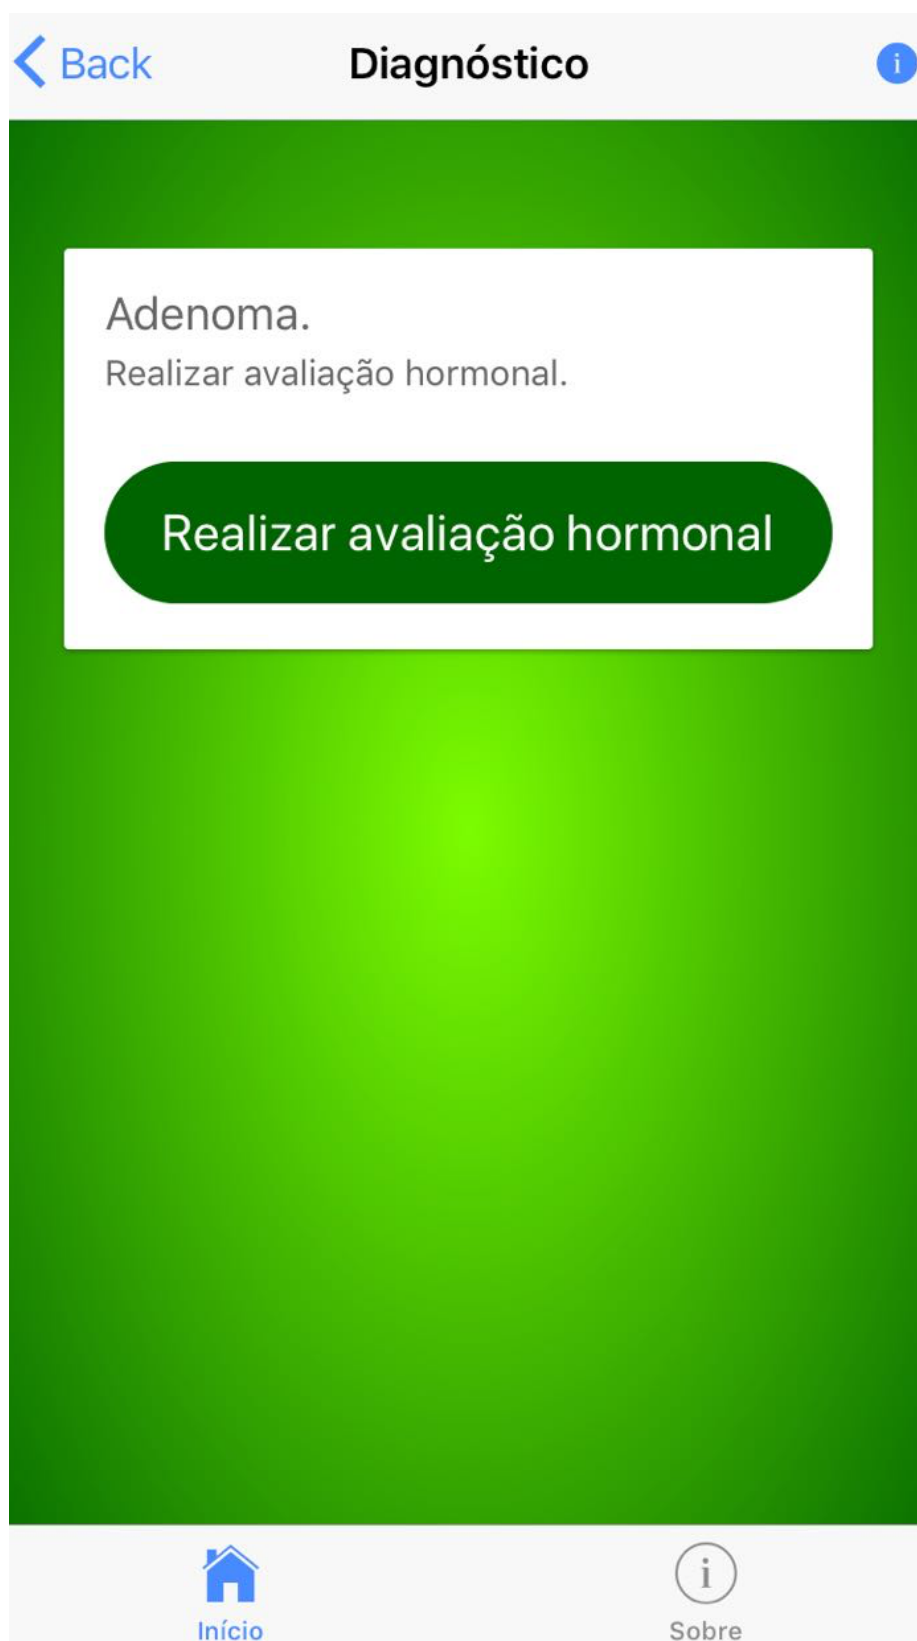 Back
Diagnóstico
i
Adenoma.
Realizar avaliação hormonal.
Realizar avaliação hormonal
i
Início
Sobre